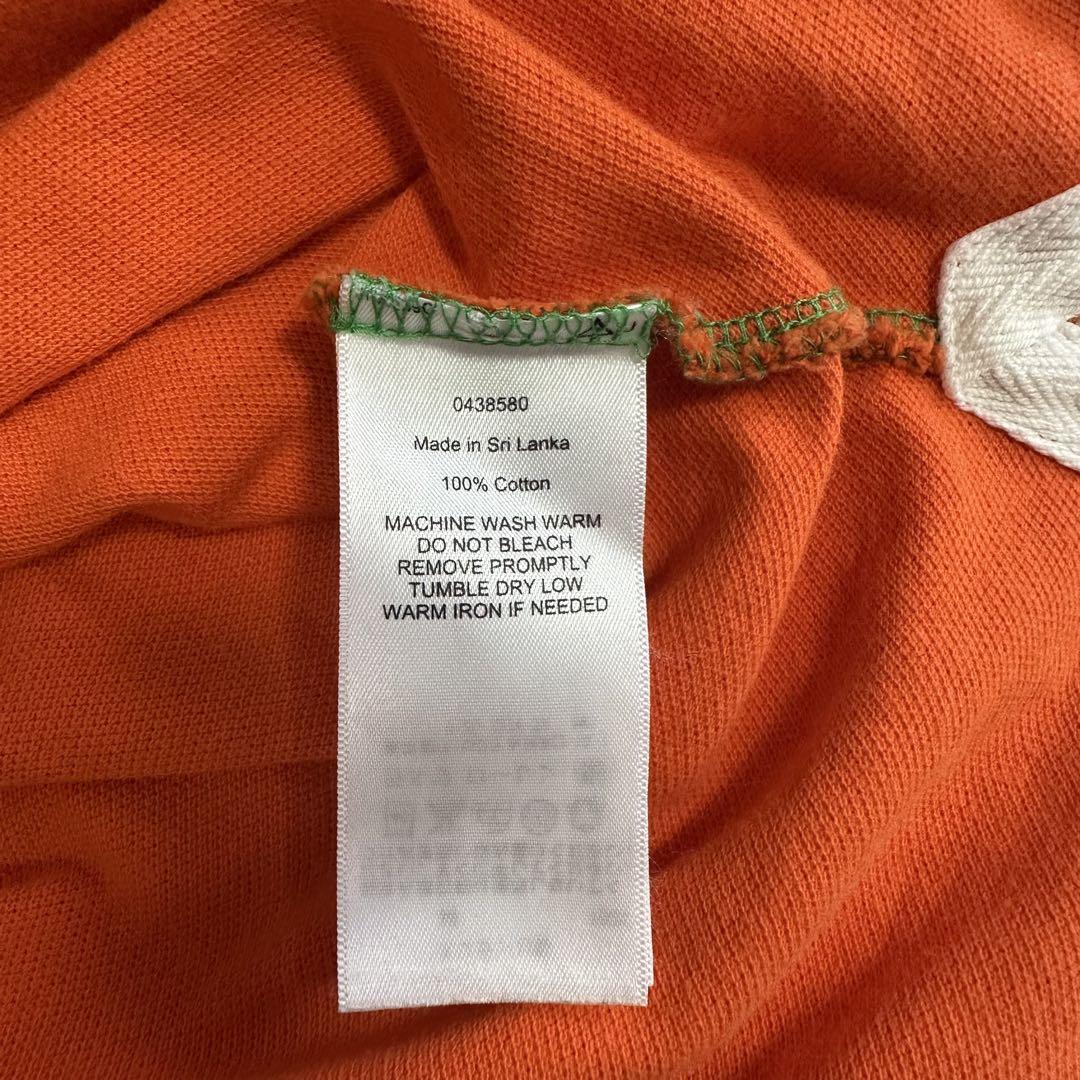 0438580
Made in Sri Lanka
100% Cotton
MACHINE WASH WARM
DO NOT BLEACH
REMOVE PROMPTLY
TUMBLE DRY LOW
WARM IRON IF NEEDED